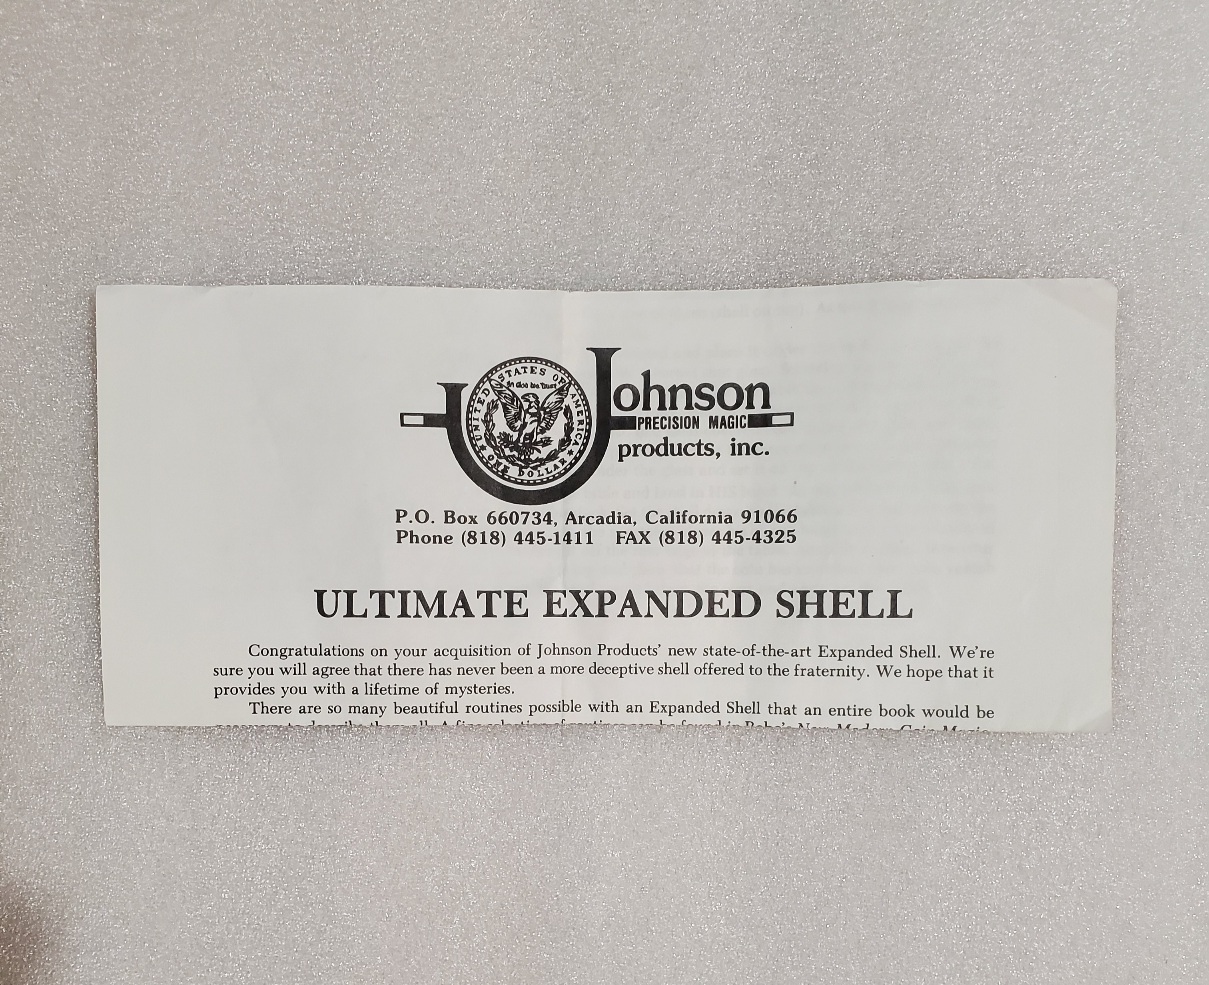 UNITED STATES OF AMERICA
In God We Trust
ONE DOLLAR
Johnson
PRECISION MAGIC
products, inc.
P.O. Box 660734, Arcadia, California 91066
Phone (818) 445-1411 FAX (818) 445-4325
ULTIMATE EXPANDED SHELL
Congratulations on your acquisition of Johnson Products' new state-of-the-art Expanded Shell. We're
sure you will agree that there has never been a more deceptive shell offered to the fraternity. We hope that it
provides you with a lifetime of mysteries.
There are so many beautiful routines possible with an Expanded Shell that an entire book would be